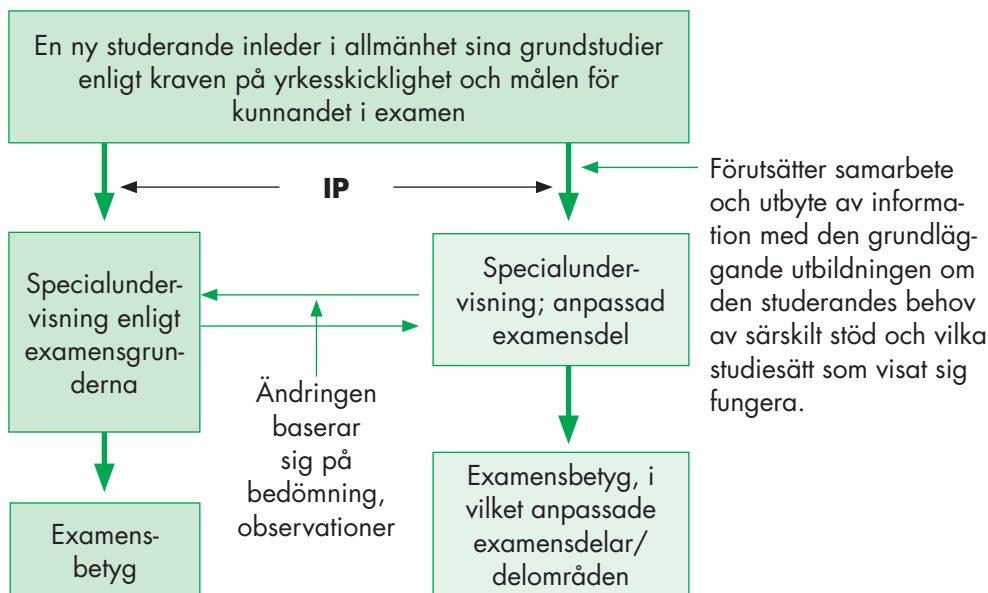 En ny studerande inleder i allmänhet sina grundstudier
enligt kraven på yrkesskicklighet och målen för
kunnandet i examen
IP
Förutsätter samarbete
och utbyte av informa-
tion med den grundläg-
gande utbildningen om
den studerandes behov
av särskilt stöd och vilka
studiesätt som visat sig
fungera.
Specialunder-
visning enligt
examensgrun-
derna
Specialunder-
visning; anpassad
examensdel
Ändringen
baserar
sig på
bedömning,
observationer
Examens-
betyg
Examensbetyg, i
vilket anpassade
examensdelar/
delområden